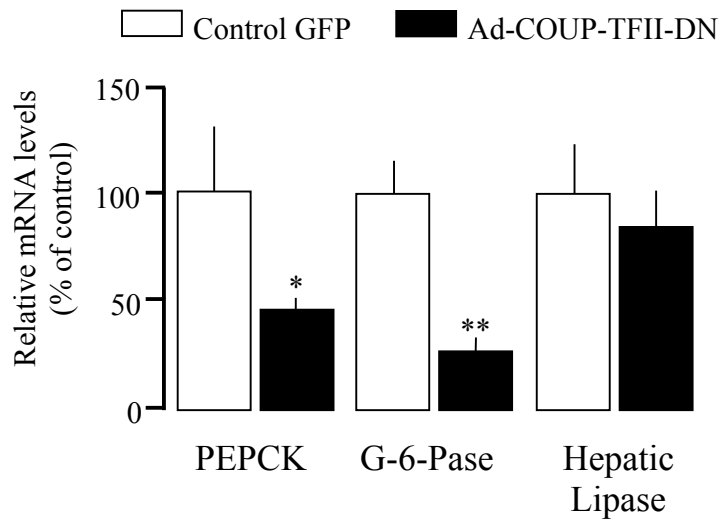 Control GFP Ad-COUP-TFII-DN
Relative mRNA levels
(% of control)
150
100
50
0
*
**
PEPCK G-6-Pase Hepatic
Lipase